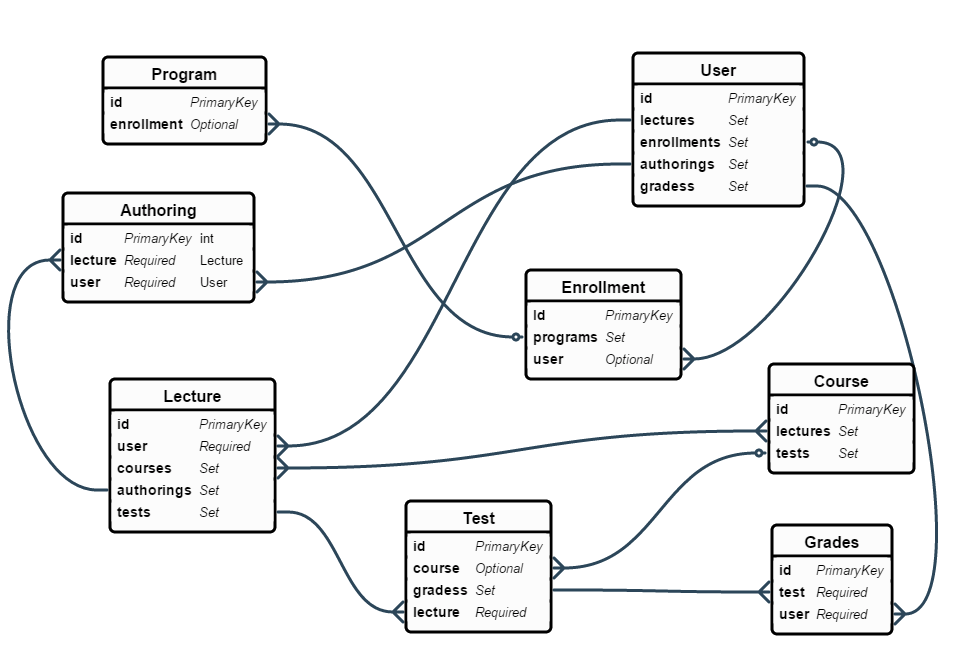 Program
id PrimaryKey
enrollment Optional
User
id PrimaryKey
lectures Set
enrollments Set
authorings Set
gradess Set
Authoring
id PrimaryKey int
lecture Required Lecture
user Required User
Enrollment
Id PrimaryKey
programs Set
user Optional
Lecture
id PrimaryKey
user Required
courses Set
authorings Set
tests Set
Course
id PrimaryKey
lectures Set
tests Set
Test
id PrimaryKey
course Optional
gradess Set
lecture Required
Grades
id PrimaryKey
test Required
user Required